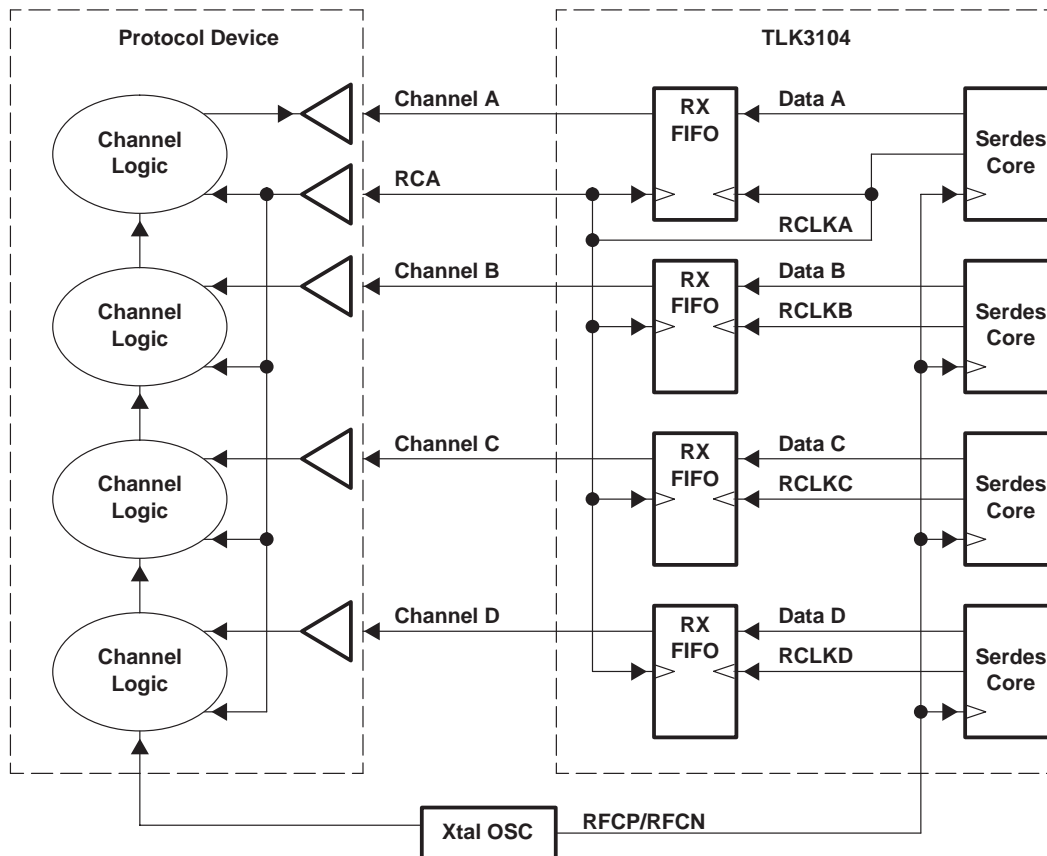 Protocol Device
TLK3104
Channel A
RX
FIFO
Data A
Channel
Logic
Serdes
Core
RCA
RCLKA
Channel B
RX
FIFO
Data B
RCLKB
Channel
Logic
Serdes
Core
Channel C
RX
FIFO
Data C
RCLKC
Channel
Logic
Serdes
Core
Channel D
RX
FIFO
Data D
RCLKD
Channel
Logic
Serdes
Core
Xtal OSC
RFCP/RFCN